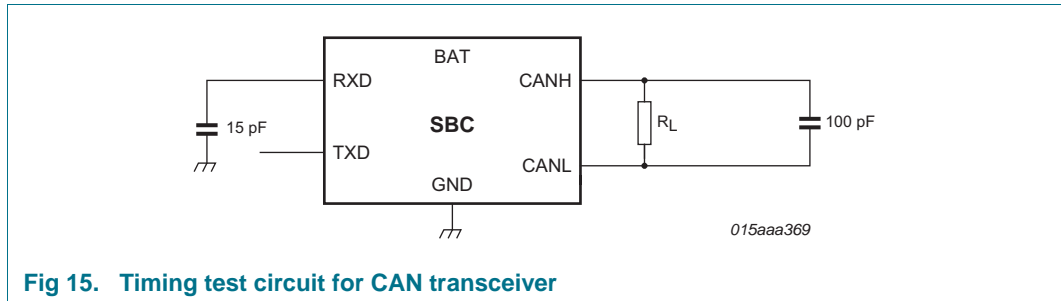 BAT
RXD
CANH
15 pF
SBC
RL
100 pF
TXD
CANL
GND
015aaa369
Fig 15. Timing test circuit for CAN transceiver